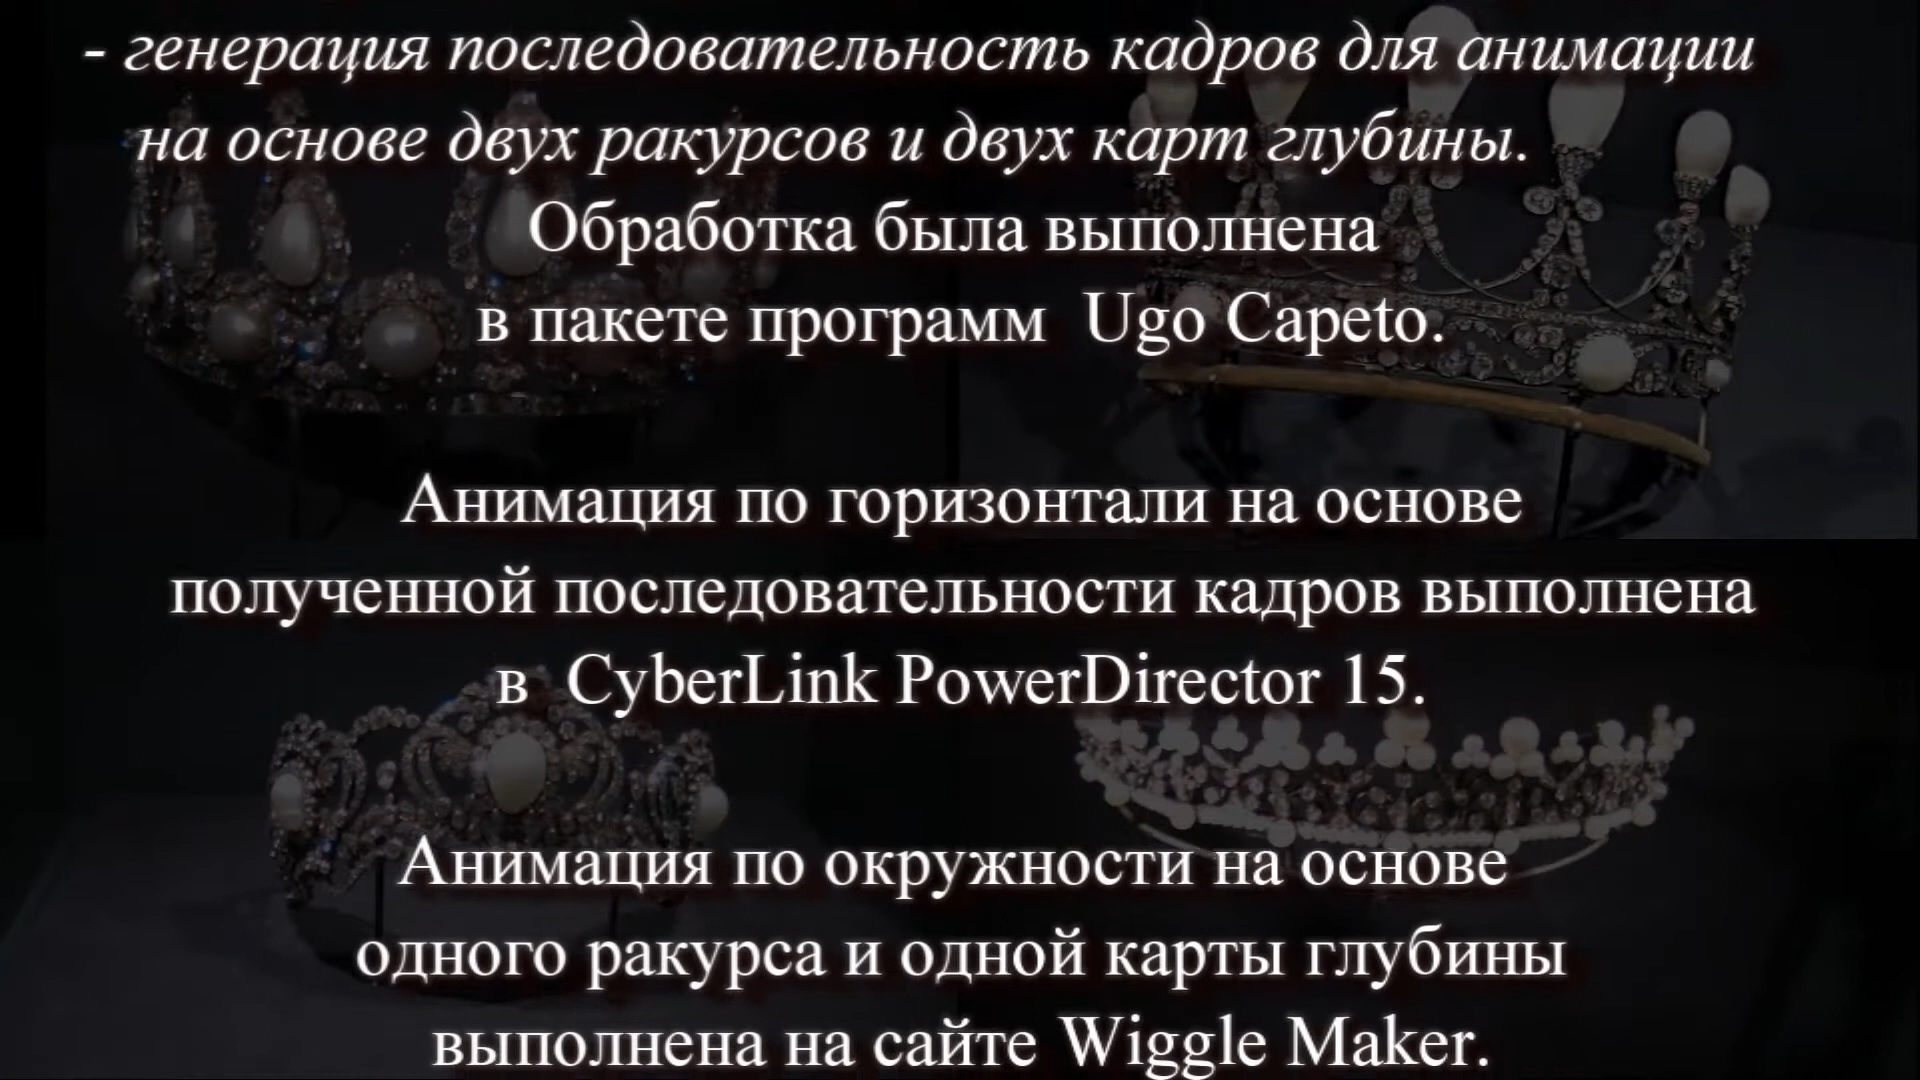 - генерация последовательность кадров для анимации
на основе двух ракурсов и двух карт глубины.
Обработка была выполнена
в пакете программ Ugo Capeto.
Анимация по горизонтали на основе
полученной последовательности кадров выполнена
в CyberLink PowerDirector 15.
Анимация по окружности на основе
одного ракурса и одной карты глубины
выполнена на сайте Wiggle Maker.